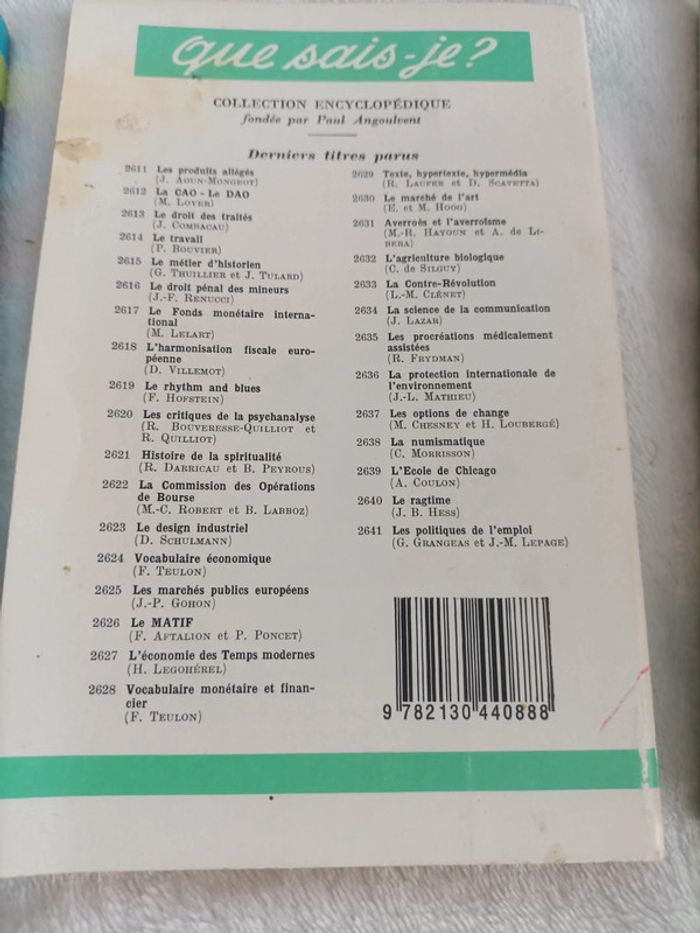 que sais-je?
COLLECTION ENCYCLOPÉDIQUE
fondée par Paul Angoulvent
Derniers titres parus
2611 Les produits allégés
(J. AOUN-MONGEOT)
2612 La CAO - Le DAO
(M. LOYER)
2613 Le droit des traités
(J. COMBACAU)
2614 Le travail
(P. BOUVIER)
2615 Le métier d'historien
(G. THUILLIER et J. TULARD)
2616 Le droit pénal des mineurs
(J.-F. RENUCCI)
2617 Le Fonds monétaire interna-
tional
(M. LELART)
2618 L'harmonisation fiscale euro-
péenne
(D. VILLEMOT)
2619 Le rhythm and blues
(F. HOFSTEIN)
2620 Les critiques de la psychanalyse
(R. BOUVERESSE-QUILLIOT et
R. QUILLIOT)
2621 Histoire de la spiritualité
(R. DARRICAU et B. PEYROUS)
2622 La Commission des Opérations
de Bourse
(M.-C. ROBERT et B. LABBOZ)
2623 Le design industriel
(D. SCHULMANN)
2624 Vocabulaire économique
(F. TEULON)
2625 Les marchés publics européens
(J.-P. GOHON)
2626 Le MATIF
(F. AFTALION et P. PONCET)
2627 L'économie des Temps modernes
(H. LEGOHÉREL)
2628 Vocabulaire monétaire et finan-
cier
(F. TEULON)
2629 Texte, hypertexte, hypermédia
(R. LAUFER et D. SCAVETTA)
2630 Le marché de l'art
(E. et M. HOOG)
2631 Averroès et l'averroïsme
(M.-R. HAYOUN et A. de LI-
BERA)
2632 L'agriculture biologique
(C. de SILGUY)
2633 La Contre-Révolution
(L.-M. CLÉNET)
2634 La science de la communication
(J. LAZAR)
2635 Les procréations médicalement
assistées
(R. FRYDMAN)
2636 La protection internationale de
l'environnement
(J.-L. MATHIEU)
2637 Les options de change
(M. CHESNEY et H. LOUBERGÉ)
2638 La numismatique
(C. MORRISSON)
2639 L'Ecole de Chicago
(A. COULON)
2640 Le ragtime
(J. B. HESS)
2641 Les politiques de l'emploi
(G. GRANGEAS et J.-M. LEPAGE)
9 782130 440888